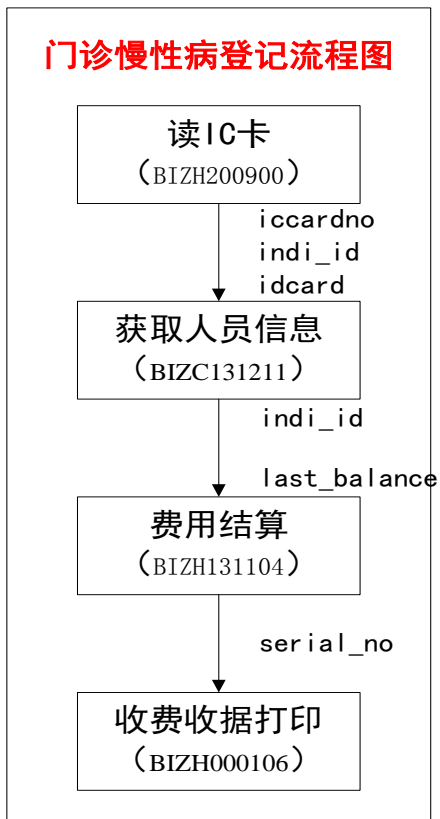 门诊慢性病登记流程图
读IC卡
（BIZH200900）
iccardno
indi_id
idcard
获取人员信息
（BIZC131211）
indi_id
last_balance
费用结算
（BIZH131104）
serial_no
收费收据打印
（BIZH000106）